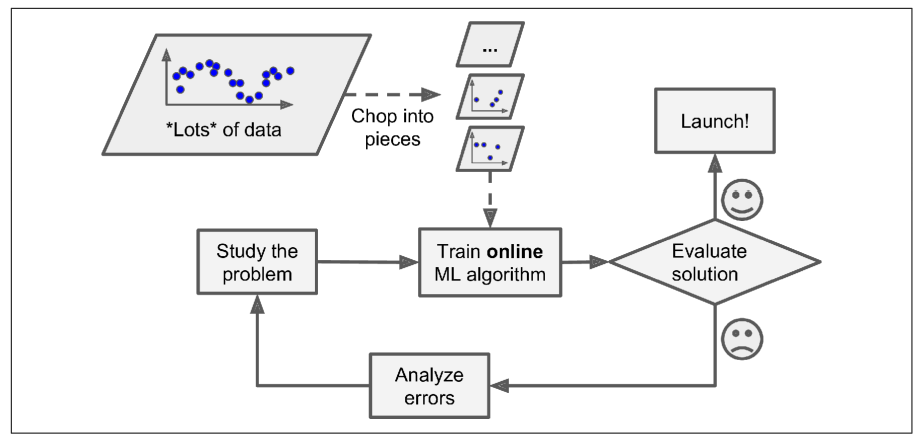 ...
*Lots* of data
Chop into
pieces
Launch!
Study the
problem
Train online
ML algorithm
Evaluate
solution
Analyze
errors